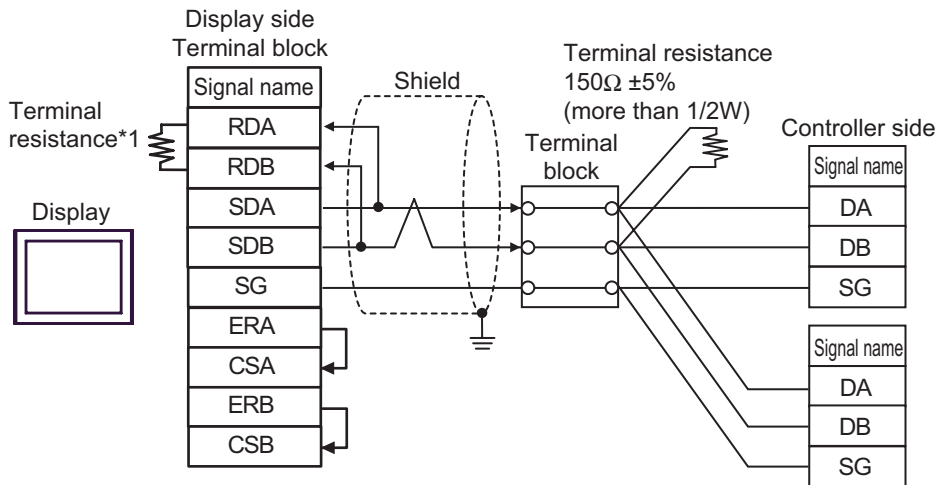 Display side
Terminal block
Signal name
RDA
RDB
SDA
SDB
SG
ERA
CSA
ERB
CSB
Terminal
resistance*1
Display
Shield
Terminal resistance
150Ω ±5%
(more than 1/2W)
Terminal
block
Controller side
Signal name
DA
DB
SG
Signal name
DA
DB
SG